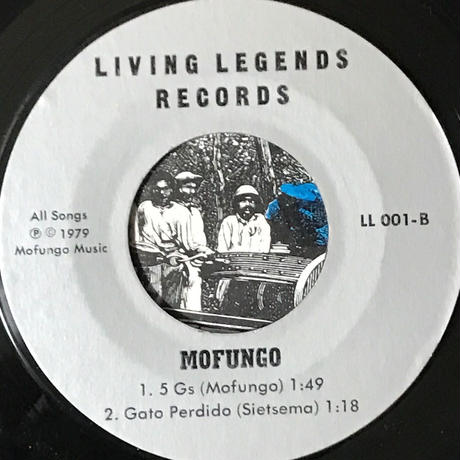 LIVING LEGENDS
RECORDS
All Songs
℗ © 1979
Mofungo Music
LL 001-B
MOFUNGO
1. 5 Gs (Mofungo) 1:49
2. Gato Perdido (Sietsema) 1:18